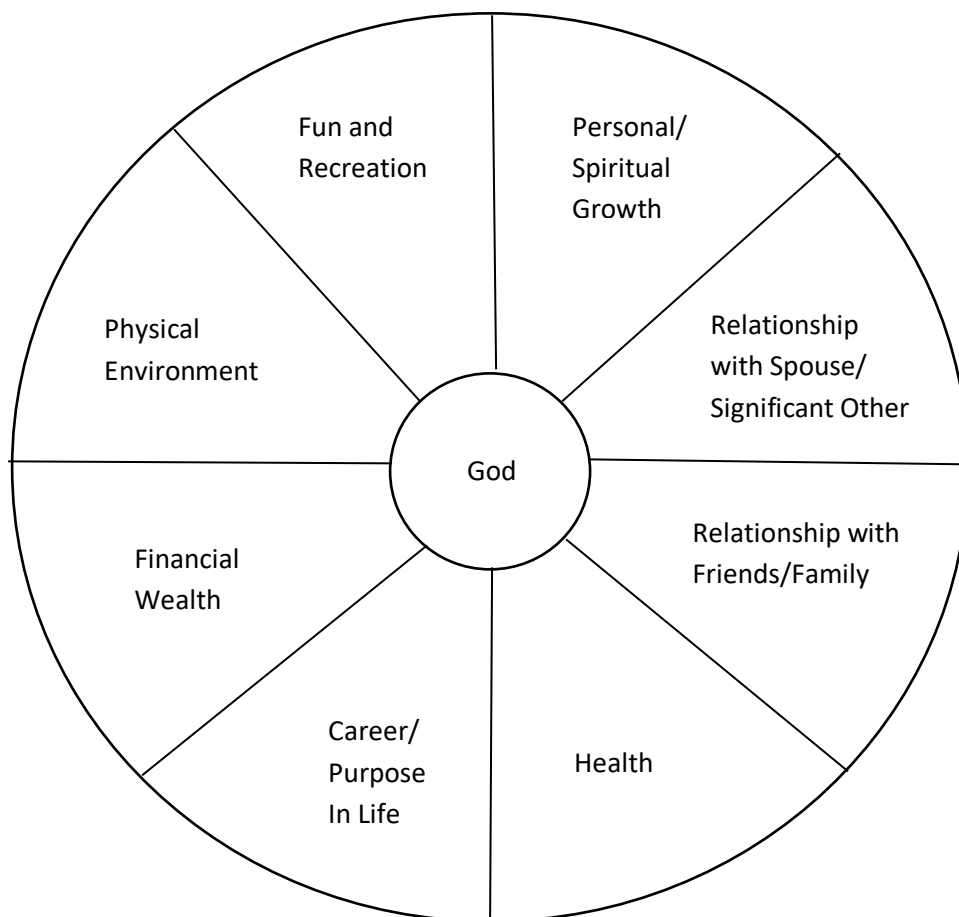 Fun and
Recreation
Personal/
Spiritual
Growth
Physical
Environment
Relationship
with Spouse/
Significant Other
God
Financial
Wealth
Relationship with
Friends/Family
Career/
Purpose
In Life
Health